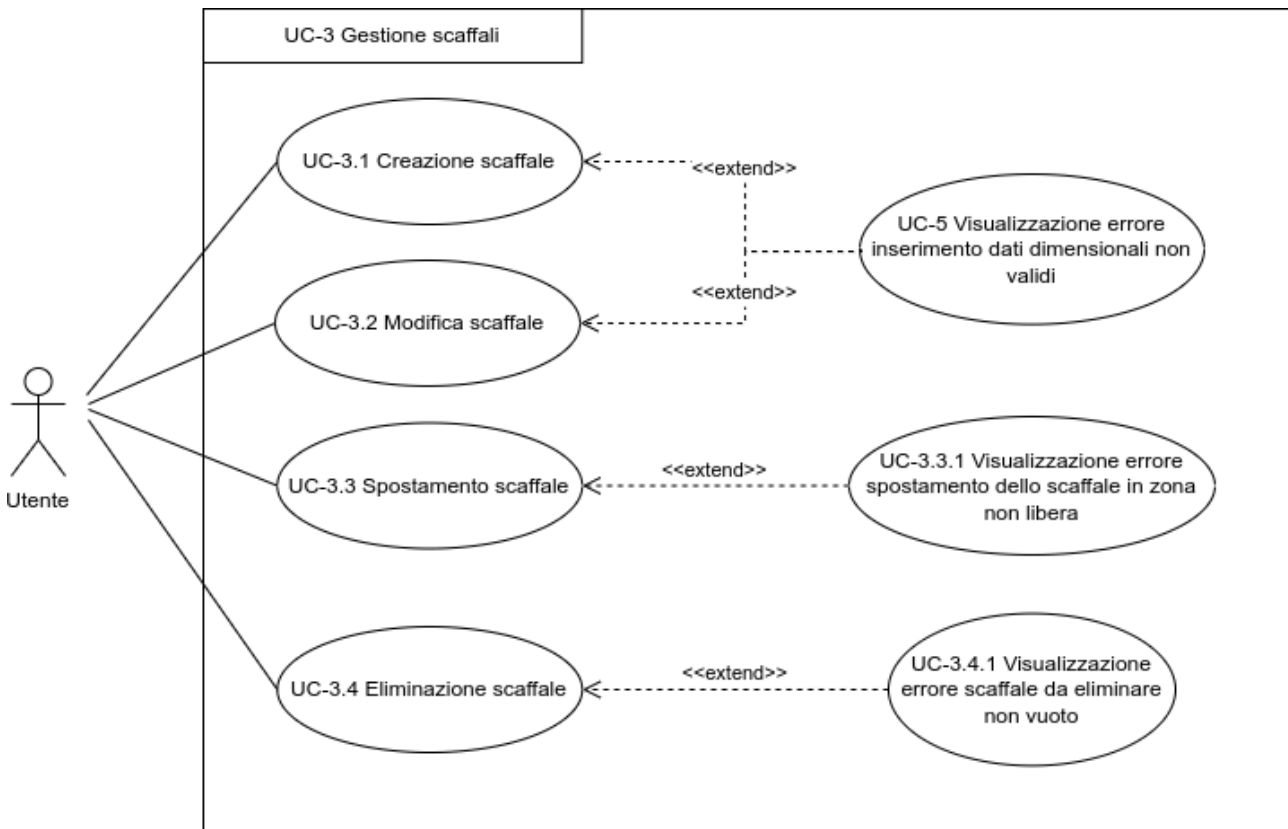 UC-3 Gestione scaffali
UC-3.1 Creazione scaffale
<<extend>>
UC-5 Visualizzazione errore
inserimento dati dimensionali non
validi
<<extend>>
UC-3.2 Modifica scaffale
UC-3.3 Spostamento scaffale
<<extend>>
UC-3.3.1 Visualizzazione errore
spostamento dello scaffale in zona
non libera
Utente
UC-3.4 Eliminazione scaffale
<<extend>>
UC-3.4.1 Visualizzazione
errore scaffale da eliminare
non vuoto